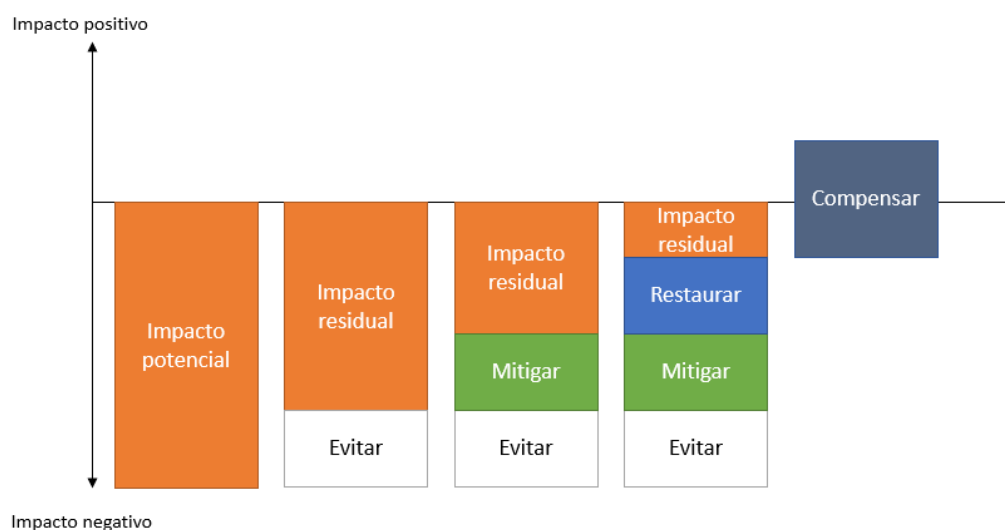 Impacto positivo
Impacto
potencial
Impacto
residual
Evitar
Impacto
residual
Mitigar
Evitar
Impacto
residual
Restaurar
Mitigar
Evitar
Compensar
Impacto negativo